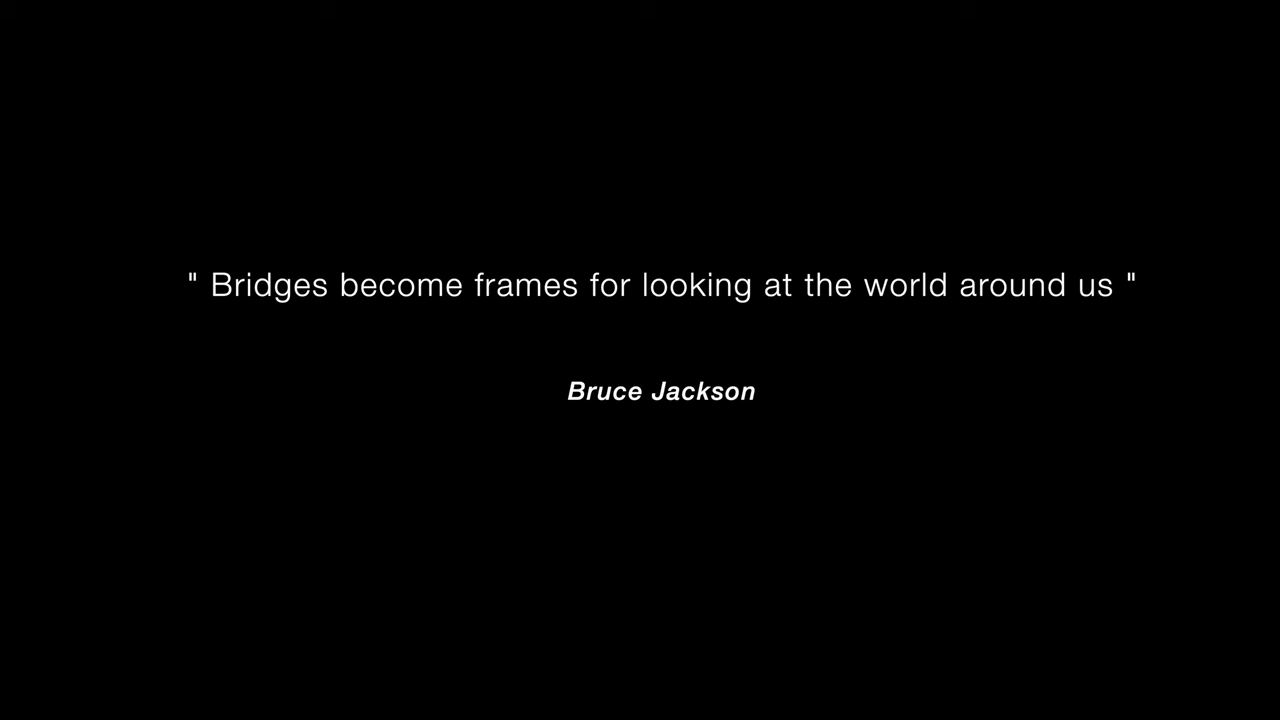 " Bridges become frames for looking at the world around us "
Bruce Jackson